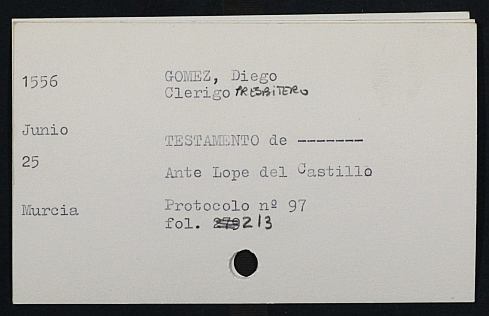 1556
GOMEZ, Diego
Clerigo PRESBITERO
Junio
TESTAMENTO de -------
25
Ante Lope del Castillo
Murcia
Protocolo nº 97
fol. 213